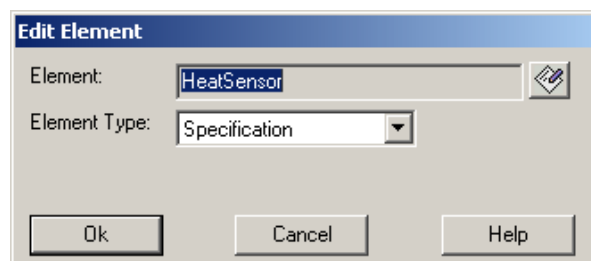 Edit Element
Element: HeatSensor
Element Type: Specification
Ok Cancel Help